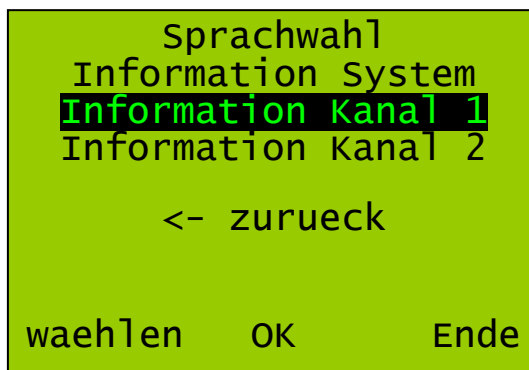 Sprachwahl
Information System
Information Kanal 1
Information Kanal 2
<- zurueck
waehlen OK Ende